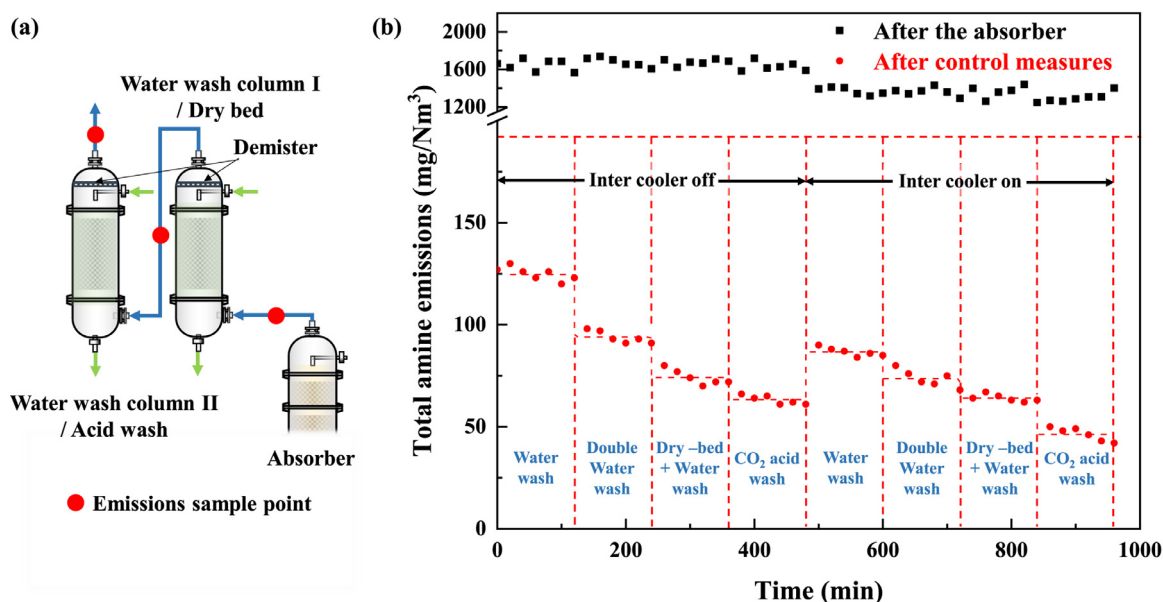 (a)
Water wash column I
/ Dry bed
Demister
Water wash column II
/ Acid wash
Absorber
Emissions sample point
(b)
Total amine emissions (mg/Nm³)
2000
1600
1200
150
100
50
0
After the absorber
After control measures
Inter cooler off
Inter cooler on
Water
wash
Double
Water
wash
Dry –bed
+ Water
wash
CO₂ acid
wash
Water
wash
Double
Water
wash
Dry –bed
+ Water
wash
CO₂ acid
wash
0
200
400
600
800
1000
Time (min)